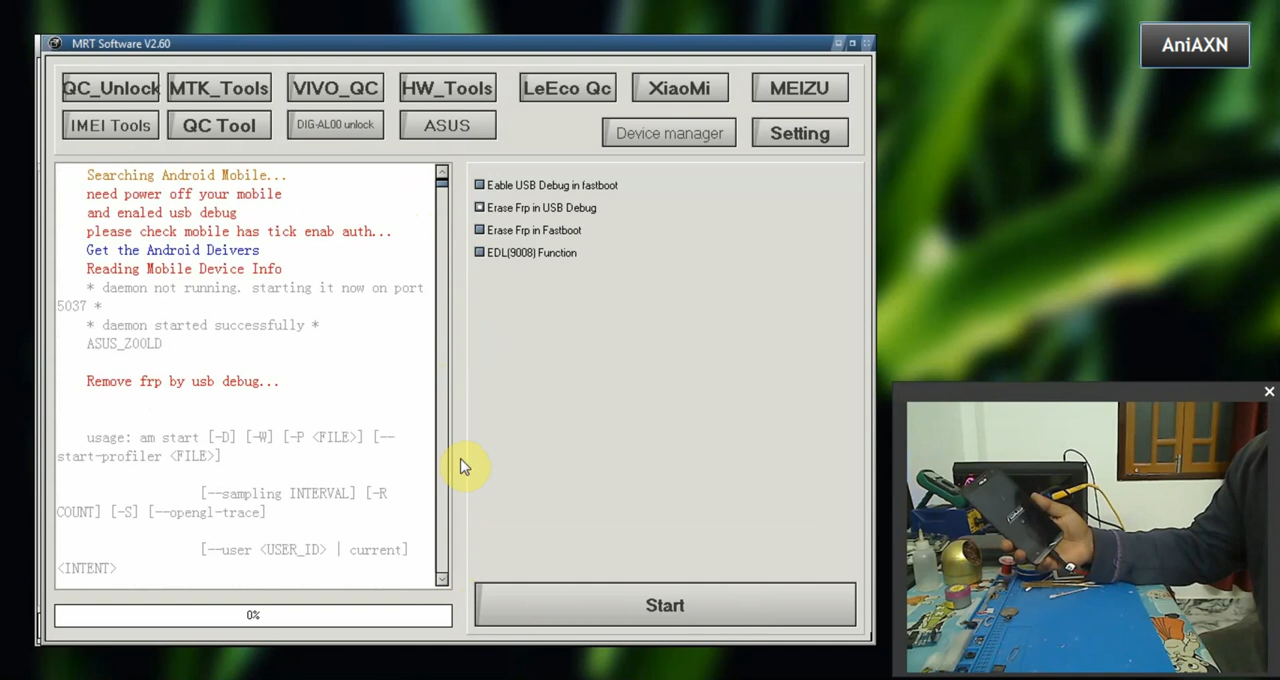 AniAXN
MRT Software V2.60
QC_Unlock MTK_Tools VIVO_QC HW_Tools LeEco Qc XiaoMi MEIZU
IMEI Tools QC Tool DIG-AL00 unlock ASUS Device manager Setting
Searching Android Mobile...
need power off your mobile
and enaled usb debug
please check mobile has tick enab auth...
Get the Android Deivers
Reading Mobile Device Info
* daemon not running. starting it now on port
5037 *
* daemon started successfully *
ASUS_Z00LD
Remove frp by usb debug...
usage: am start [-D] [-W] [-P <FILE>] [--
start-profiler <FILE>]
[--sampling INTERVAL] [-R
COUNT] [-S] [--opengl-trace]
[--user <USER_ID> | current]
<INTENT>
0%
Eable USB Debug in fastboot
Erase Frp in USB Debug
Erase Frp in Fastboot
EDL(9008) Function
Start